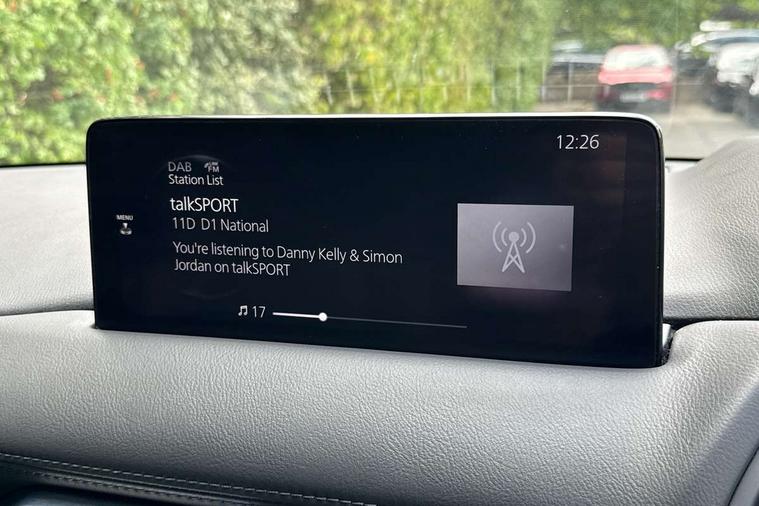 12:26
DAB FM
Station List
talkSPORT
MENU
11D D1 National
You're listening to Danny Kelly & Simon
Jordan on talkSPORT
17